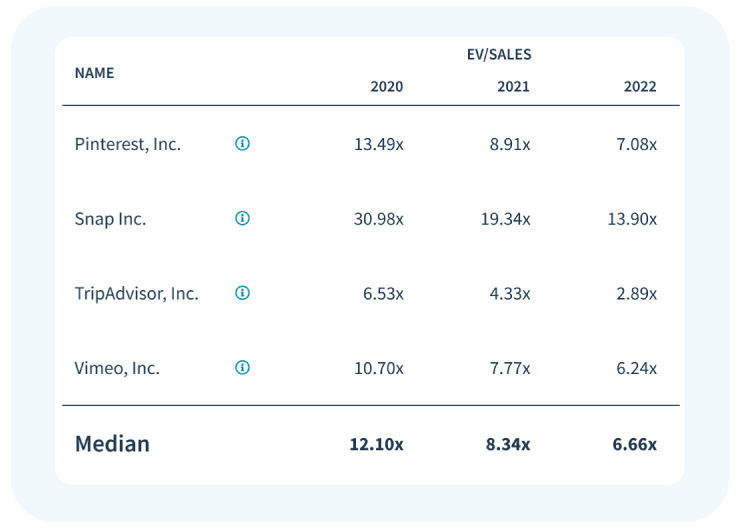 EV/SALES
NAME
2020 2021 2022
Pinterest, Inc. 13.49x 8.91x 7.08x
Snap Inc. 30.98x 19.34x 13.90x
TripAdvisor, Inc. 6.53x 4.33x 2.89x
Vimeo, Inc. 10.70x 7.77x 6.24x
Median 12.10x 8.34x 6.66x